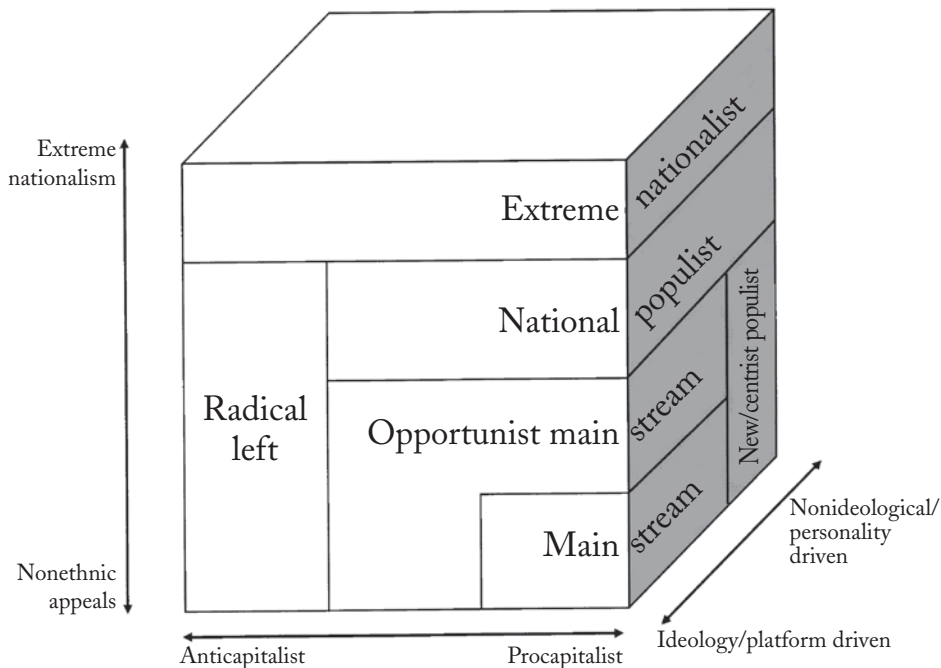 Extreme
nationalism
Extreme nationalist
National populist
Radical
left
Opportunist main stream
Main stream
New/centrist populist
Nonethnic
appeals
Anticapitalist
Procapitalist
Nonideological/
personality
driven
Ideology/platform driven